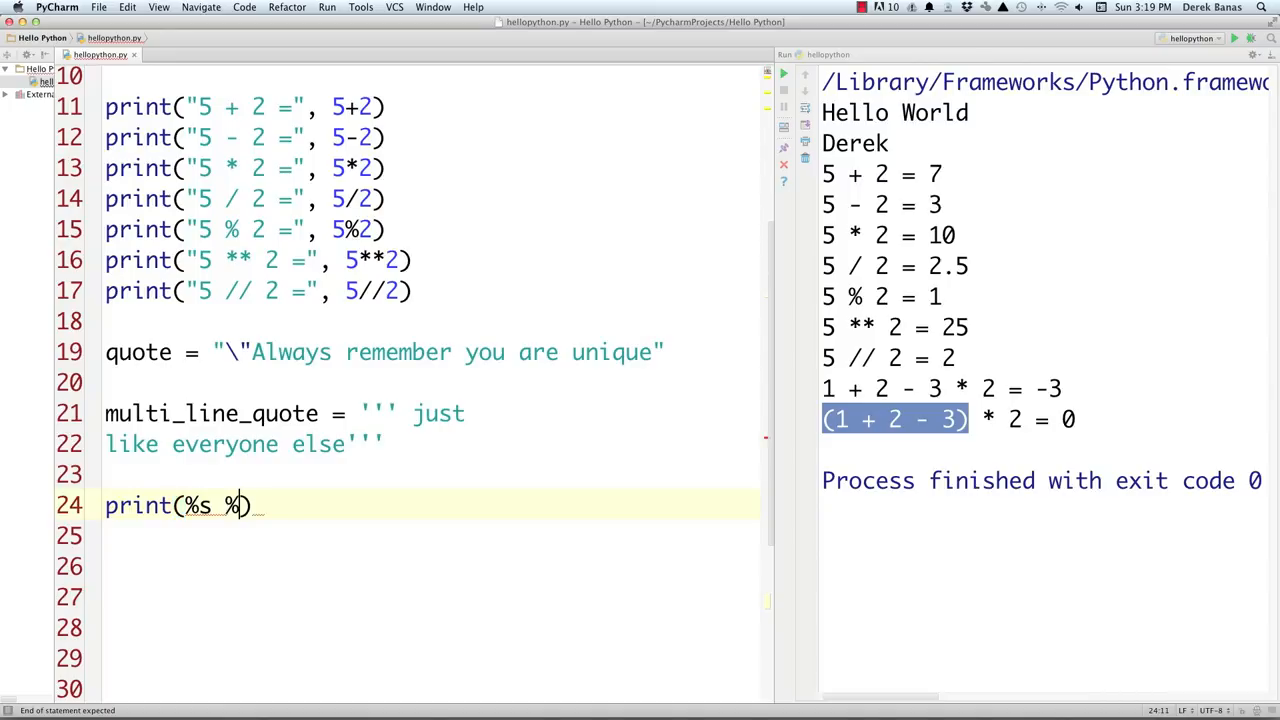 PyCharm File Edit View Navigate Code Refactor Run Tools VCS Window Help 10 Sun 3:19 PM Derek Banas
hellopython.py - Hello Python - [~/PycharmProjects/Hello Python]
Hello Python hellopython.py hellopython
hellopython.py
Run hellopython
Hello P
hell
Externa
10
11 print("5 + 2 =", 5+2)
12 print("5 - 2 =", 5-2)
13 print("5 * 2 =", 5*2)
14 print("5 / 2 =", 5/2)
15 print("5 % 2 =", 5%2)
16 print("5 ** 2 =", 5**2)
17 print("5 // 2 =", 5//2)
18
19 quote = "\"Always remember you are unique"
20
21 multi_line_quote = ''' just
22 like everyone else'''
23
24 print(%s %)
25
26
27
28
29
30
/Library/Frameworks/Python.framewo
Hello World
Derek
5 + 2 = 7
5 - 2 = 3
5 * 2 = 10
5 / 2 = 2.5
5 % 2 = 1
5 ** 2 = 25
5 // 2 = 2
1 + 2 - 3 * 2 = -3
(1 + 2 - 3) * 2 = 0
Process finished with exit code 0
End of statement expected
24:11 LF UTF-8